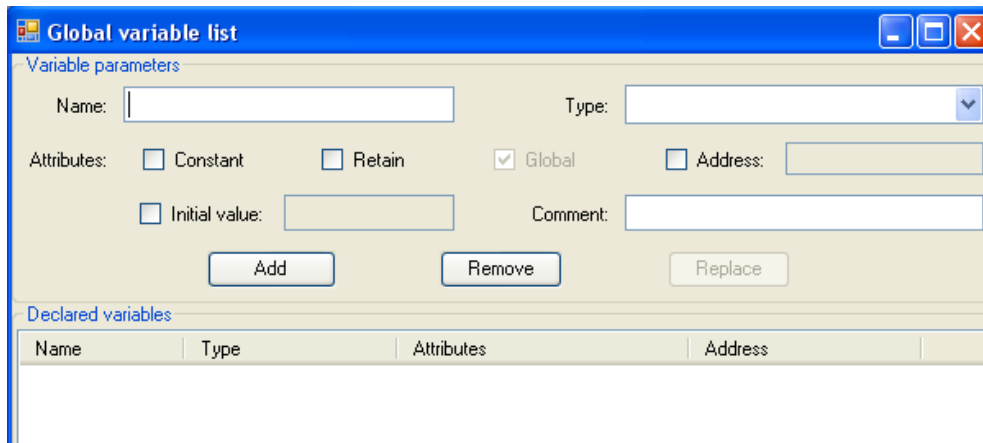 Global variable list
Variable parameters
Name: Type:
Attributes: Constant Retain Global Address:
Initial value: Comment:
Add Remove Replace
Declared variables
Name Type Attributes Address